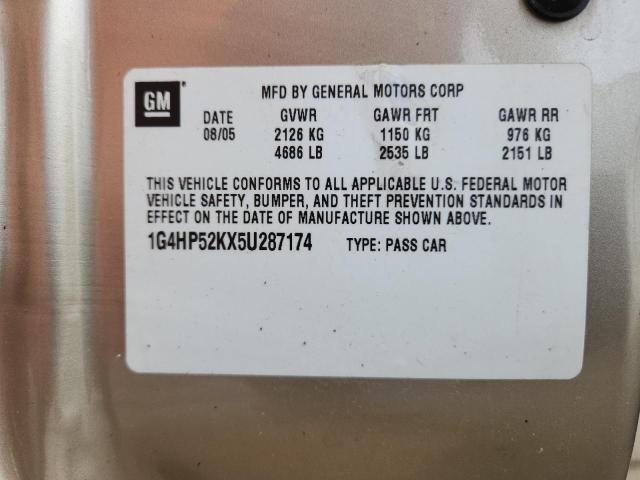 GM ®
MFD BY GENERAL MOTORS CORP
DATE GVWR GAWR FRT GAWR RR
08/05 2126 KG 1150 KG 976 KG
4686 LB 2535 LB 2151 LB
THIS VEHICLE CONFORMS TO ALL APPLICABLE U.S. FEDERAL MOTOR
VEHICLE SAFETY, BUMPER, AND THEFT PREVENTION STANDARDS IN
EFFECT ON THE DATE OF MANUFACTURE SHOWN ABOVE.
1G4HP52KX5U287174 TYPE: PASS CAR